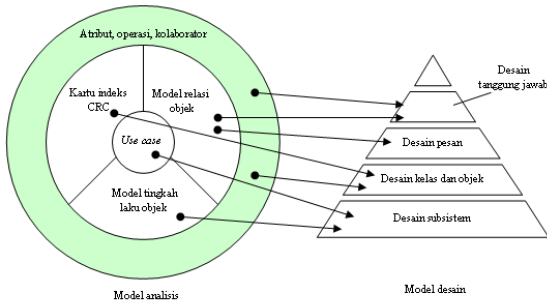 Atribut, operasi, kolaborator
Kartu indeks
CRC
Model relasi
objek
Use case
Model tingkah
laku objek
Model analisis
Desain
tanggung jawab
Desain pesan
Desain kelas dan objek
Desain subsistem
Model desain